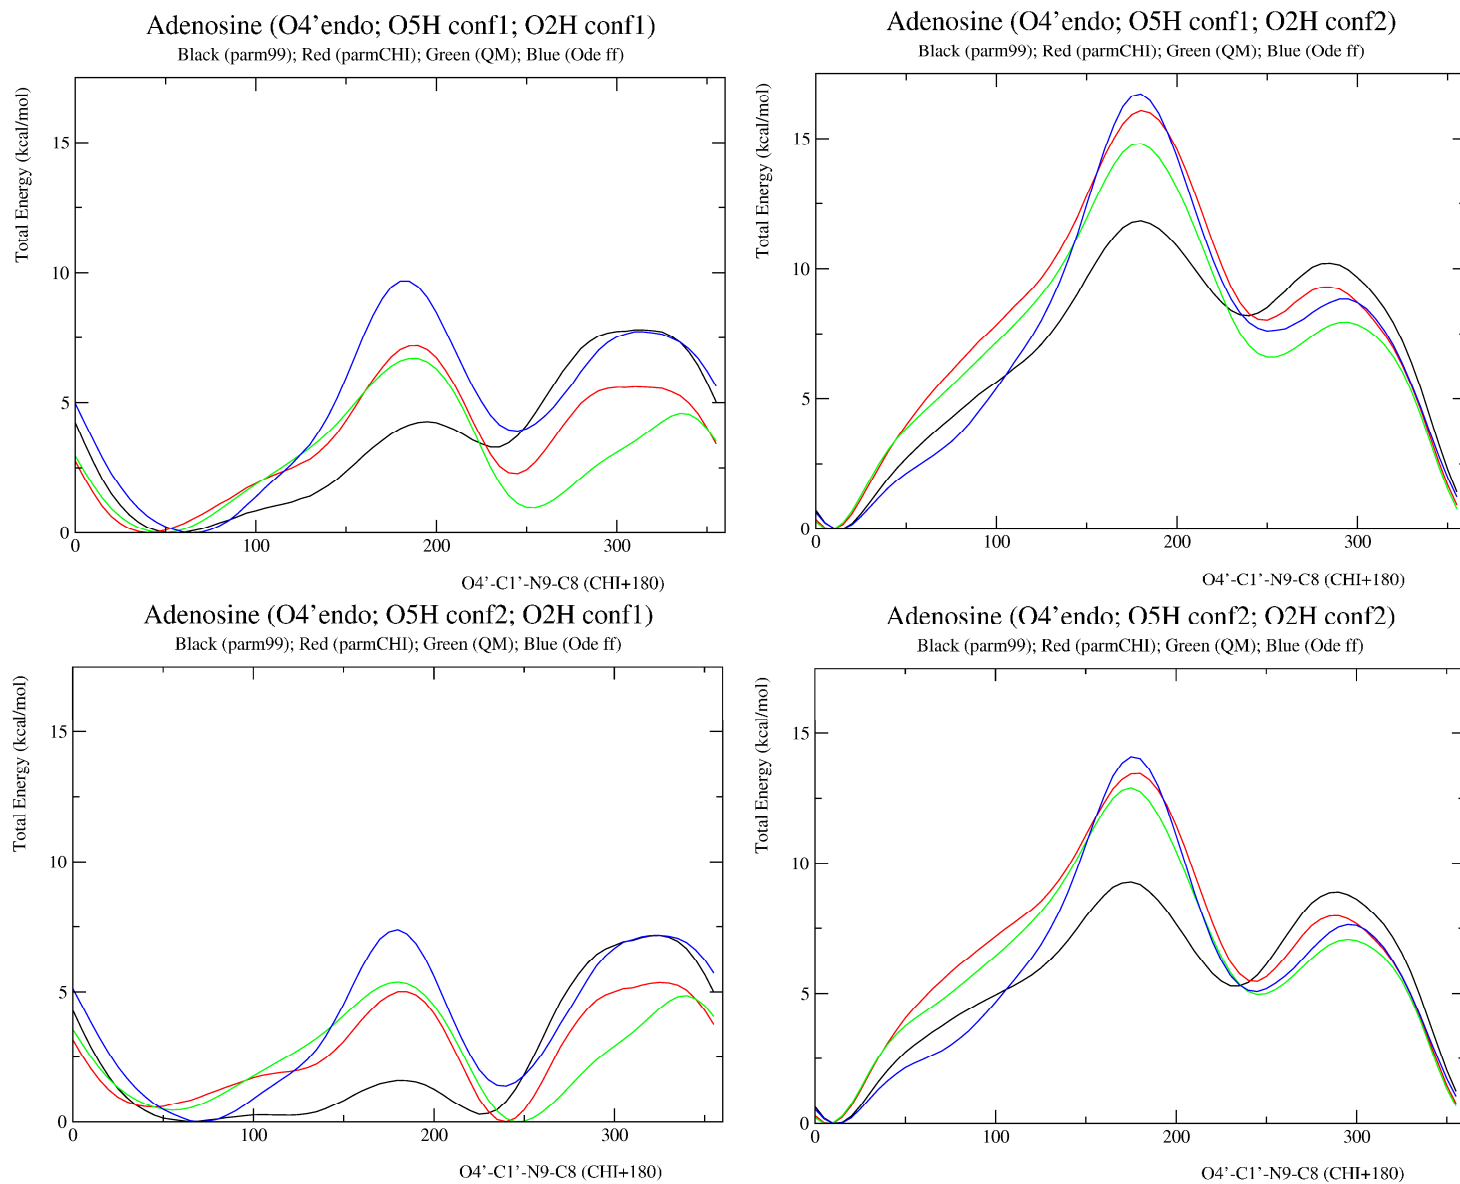 Adenosine (O4'endo; O5H conf1; O2H conf1)
Black (parm99); Red (parmCHI); Green (QM); Blue (Ode ff)
Total Energy (kcal/mol)
15
10
5
0
0
100
200
300
O4'-C1'-N9-C8 (CHI+180)
Adenosine (O4'endo; O5H conf1; O2H conf2)
Black (parm99); Red (parmCHI); Green (QM); Blue (Ode ff)
Total Energy (kcal/mol)
15
10
5
0
0
100
200
300
O4'-C1'-N9-C8 (CHI+180)
Adenosine (O4'endo; O5H conf2; O2H conf1)
Black (parm99); Red (parmCHI); Green (QM); Blue (Ode ff)
Total Energy (kcal/mol)
15
10
5
0
0
100
200
300
O4'-C1'-N9-C8 (CHI+180)
Adenosine (O4'endo; O5H conf2; O2H conf2)
Black (parm99); Red (parmCHI); Green (QM); Blue (Ode ff)
Total Energy (kcal/mol)
15
10
5
0
0
100
200
300
O4'-C1'-N9-C8 (CHI+180)